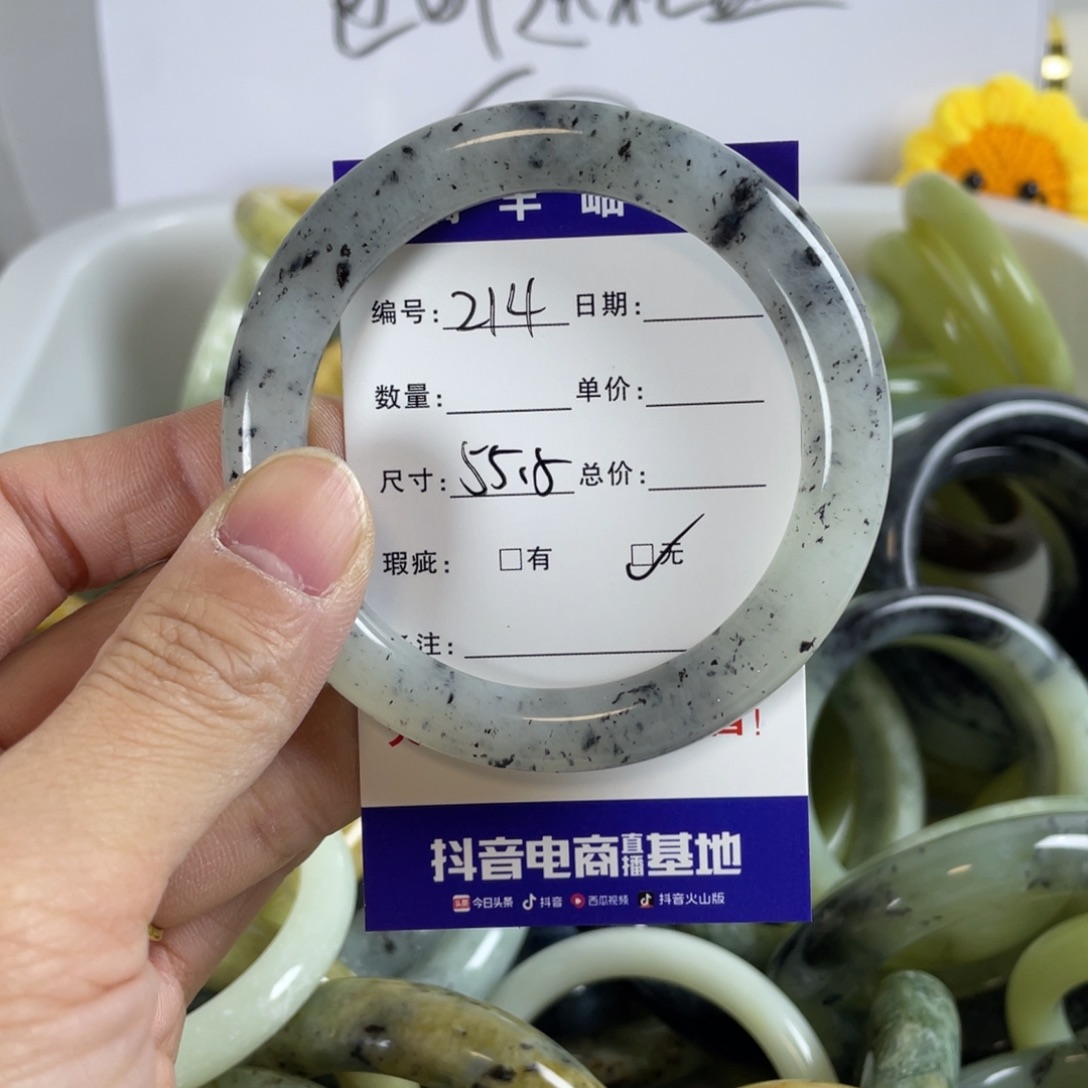 编号: 214 日期:
数量: 单价:
尺寸: 55.8 总价:
瑕疵: □有 □无
注:
抖音电商直播基地
今日头条 抖音 西瓜视频 抖音火山版